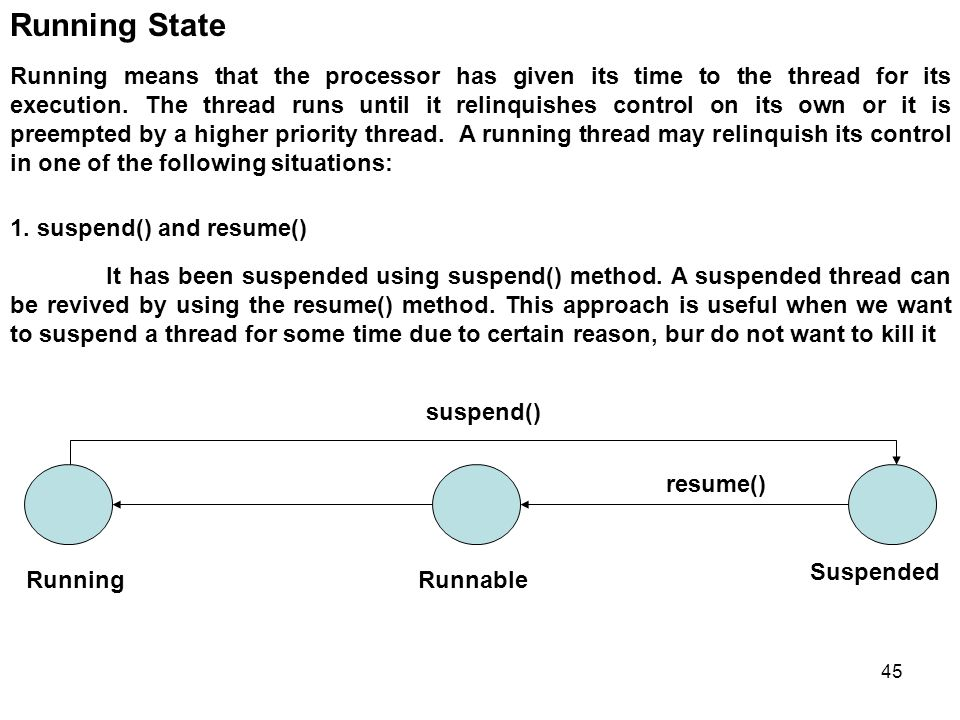 Running State
Running means that the processor has given its time to the thread for its
execution. The thread runs until it relinquishes control on its own or it is
preempted by a higher priority thread. A running thread may relinquish its control
in one of the following situations:
1. suspend() and resume()
It has been suspended using suspend() method. A suspended thread can
be revived by using the resume() method. This approach is useful when we want
to suspend a thread for some time due to certain reason, bur do not want to kill it
suspend()
resume()
Running
Runnable
Suspended
45